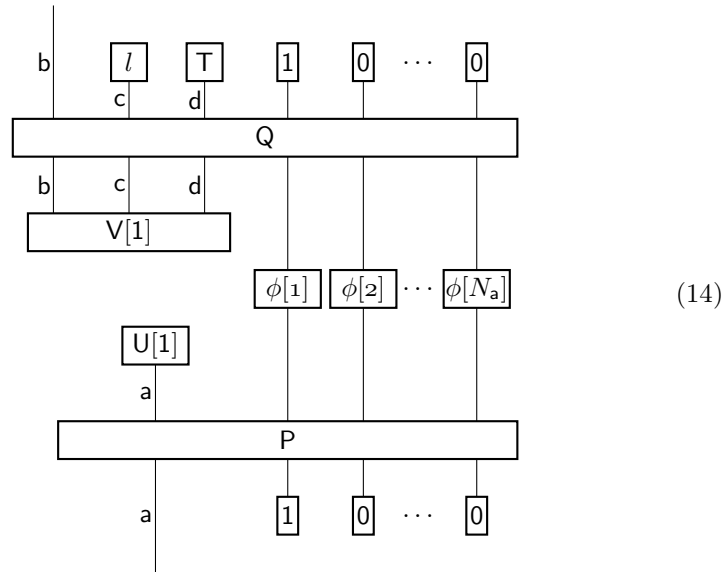 b l T 1 0 ··· 0
c d
Q
b c d
V[1]
ϕ[1] ϕ[2] ··· ϕ[Nₐ] (14)
U[1]
a
P
a 1 0 ··· 0